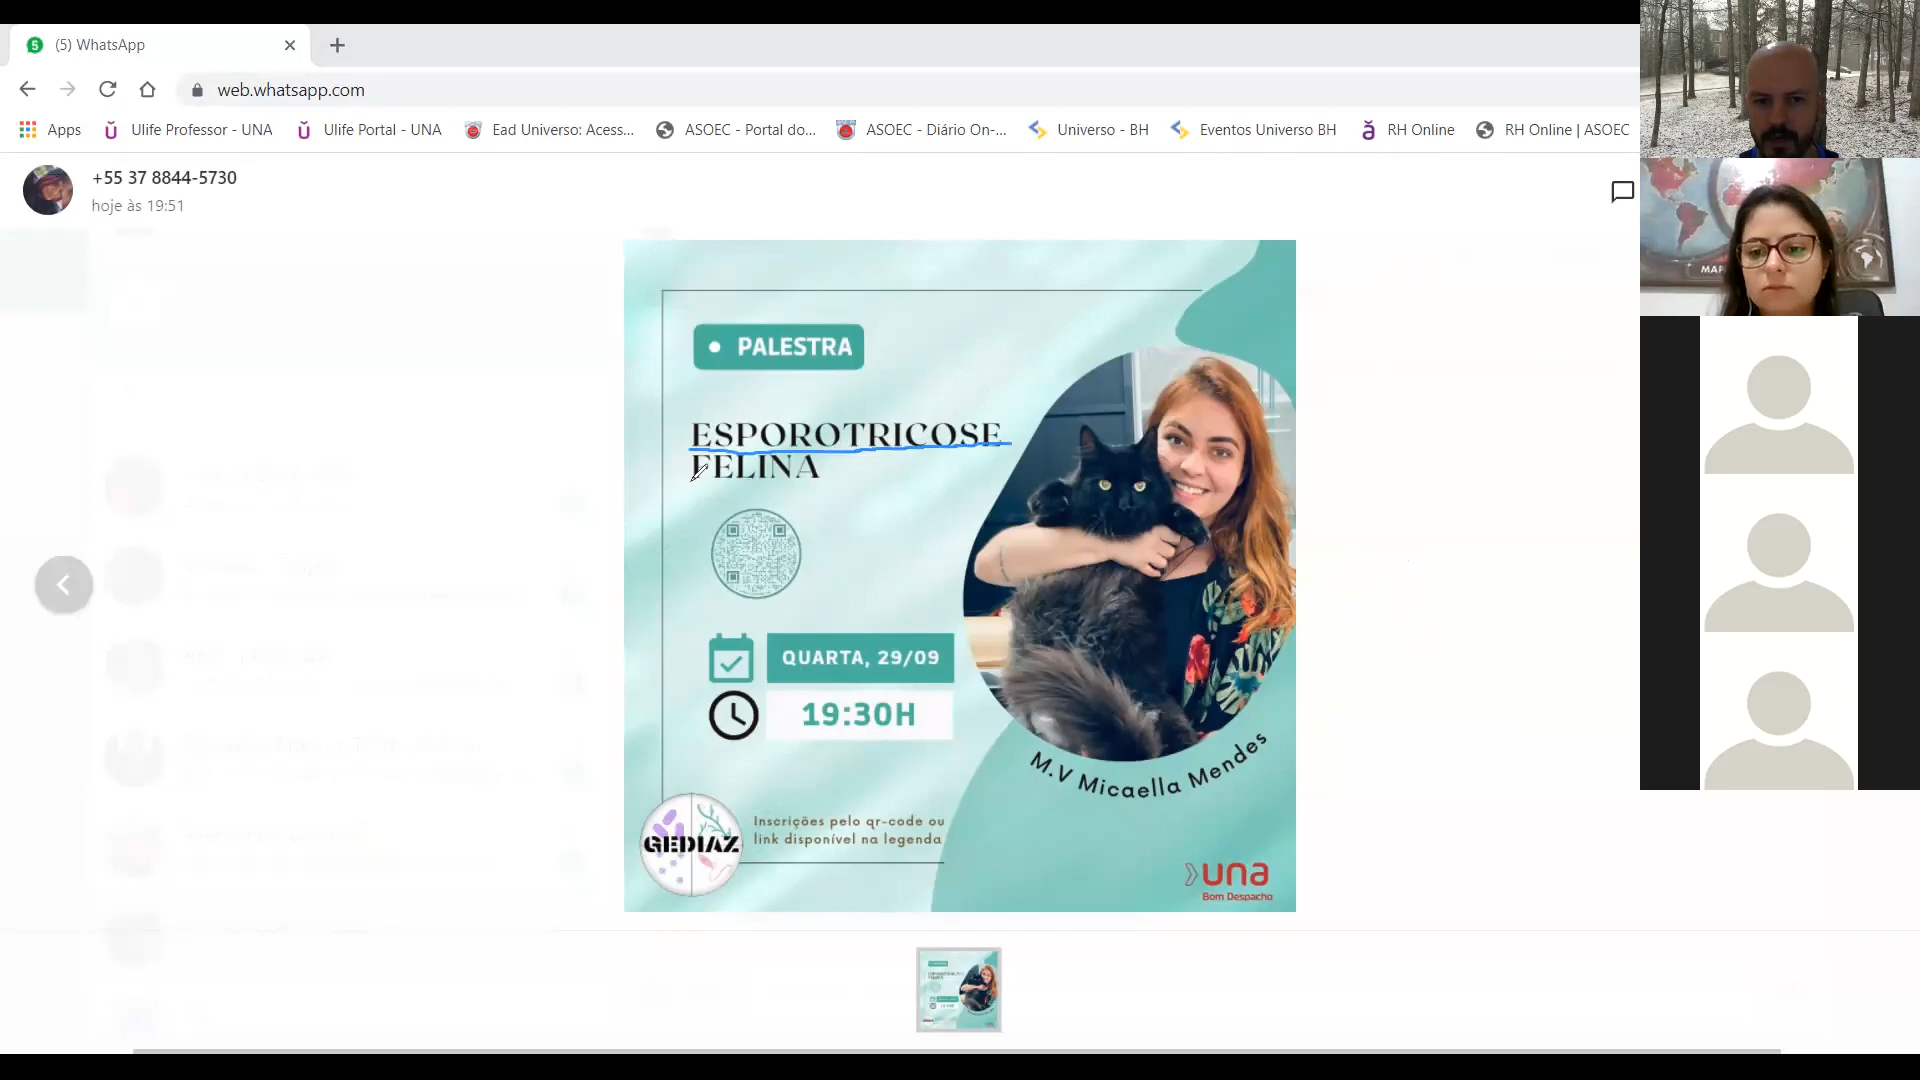 (5) WhatsApp
web.whatsapp.com
Apps
Ulife Professor - UNA
Ulife Portal - UNA
Ead Universo: Acess...
ASOEC - Portal do...
ASOEC - Diário On-...
Universo - BH
Eventos Universo BH
RH Online
RH Online | ASOEC
+55 37 8844-5730
hoje às 19:51
PALESTRA
ESPOROTRICOSE
FELINA
QUARTA, 29/09
19:30H
M.V Micaella Mendes
GEDIAZ
Inscrições pelo qr-code ou
link disponível na legenda
una
Bom Despacho